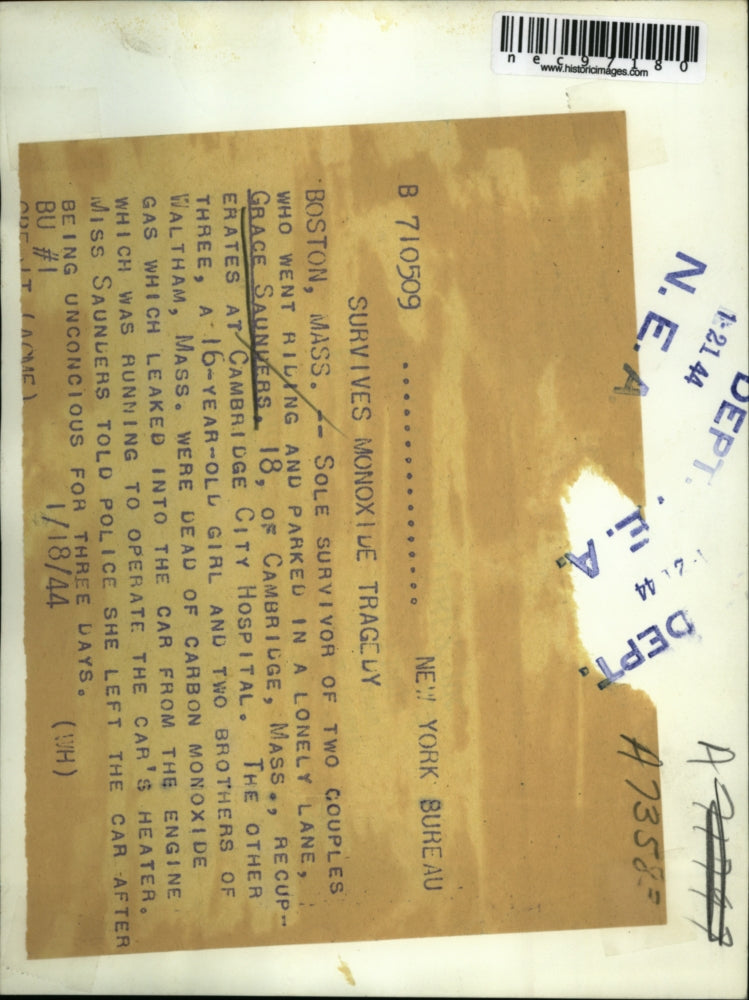 nec97180
www.historicimages.com
DEPT.
1-21 44
N.E.A
DEPT.
1-21 44
E.A.
A7358
B 710509 .................... NEW YORK BUREAU
SURVIVES MONOXIDE TRAGEDY
BOSTON, MASS. -- SOLE SURVIVOR OF TWO COUPLES
WHO WENT RIDING AND PARKED IN A LONELY LANE,
GRACE SAUNDERS, 18, OF CAMBRIDGE, MASS., RECUP-
ERATES AT CAMBRIDGE CITY HOSPITAL. THE OTHER
THREE, A 16-YEAR-OLD GIRL AND TWO BROTHERS OF
WALTHAM, MASS. WERE DEAD OF CARBON MONOXIDE
GAS WHICH LEAKED INTO THE CAR FROM THE ENGINE
WHICH WAS RUNNING TO OPERATE THE CAR'S HEATER.
MISS SAUNDERS TOLD POLICE SHE LEFT THE CAR AFTER
BEING UNCONCIOUS FOR THREE DAYS.
BU #1 1/18/44 (WH)
CREDIT (ACME)